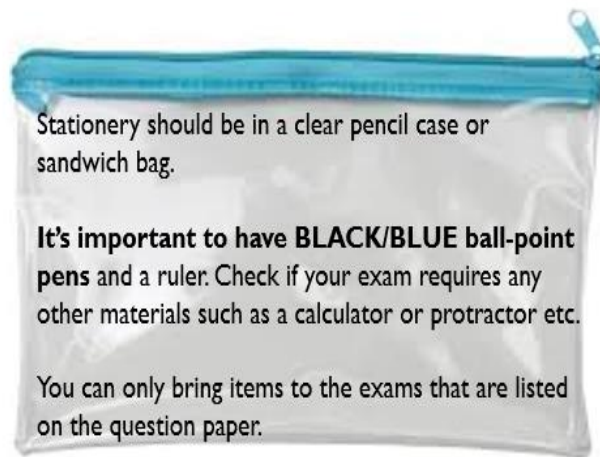 Stationery should be in a clear pencil case or
sandwich bag.
It's important to have BLACK/BLUE ball-point
pens and a ruler. Check if your exam requires any
other materials such as a calculator or protractor etc.
You can only bring items to the exams that are listed
on the question paper.